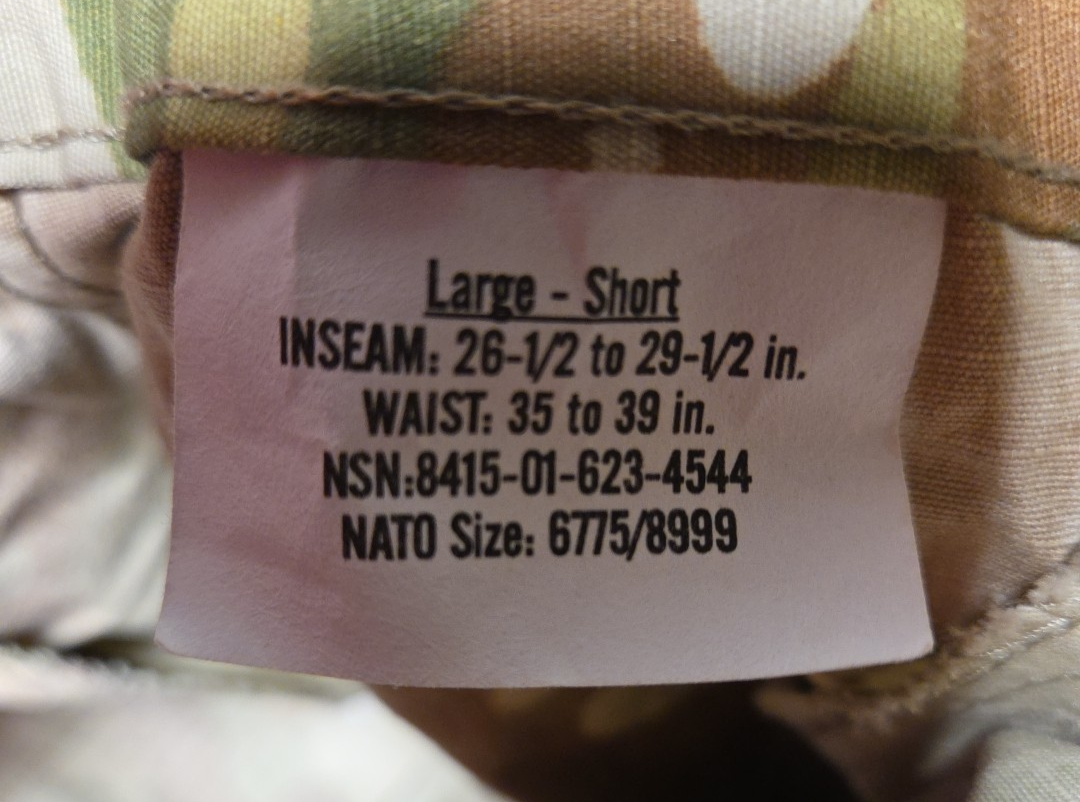 Large - Short
INSEAM: 26-1/2 to 29-1/2 in.
WAIST: 35 to 39 in.
NSN:8415-01-623-4544
NATO Size: 6775/8999